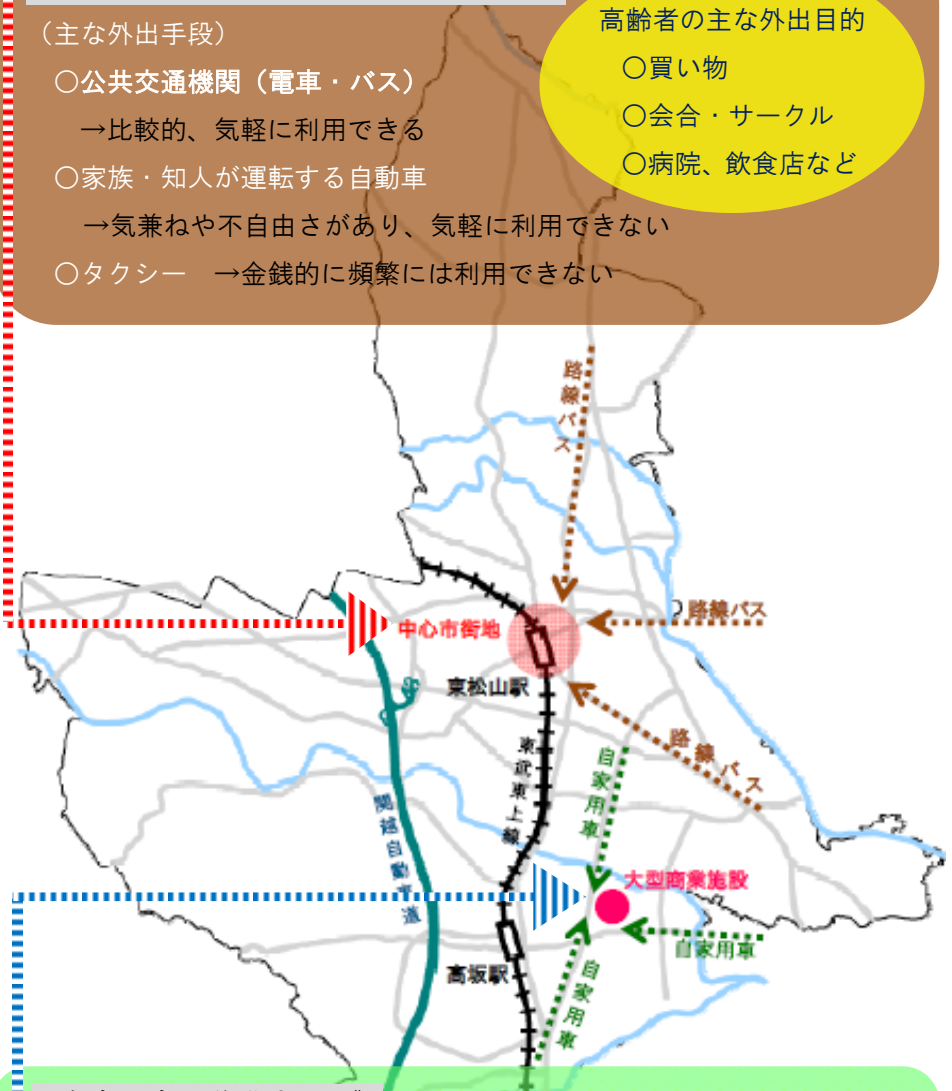 （主な外出手段）
○公共交通機関（電車・バス）
→比較的、気軽に利用できる
○家族・知人が運転する自動車
→気兼ねや不自由さがあり、気軽に利用できない
○タクシー　→金銭的に頻繁には利用できない
高齢者の主な外出目的
○買い物
○会合・サークル
○病院、飲食店など
路線バス
路線バス
中心市街地
東松山駅
路線バス
東武東上線
自家用車
関越自動車道
大型商業施設
自家用車
高坂駅
自家用車